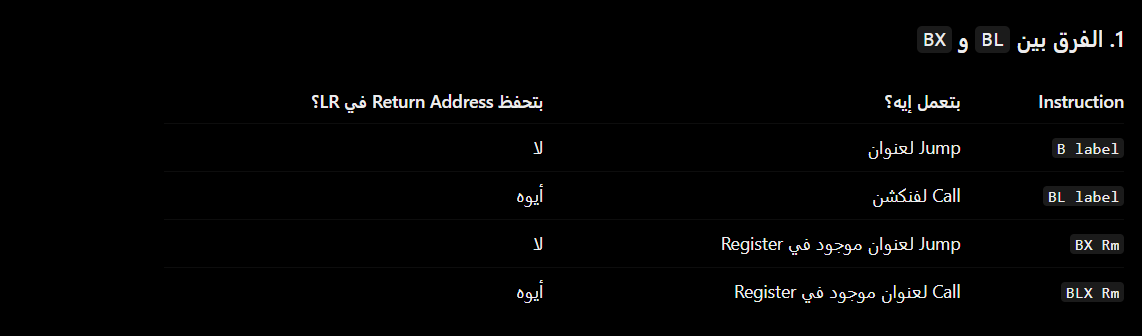 1. الفرق بين BL و BX
Instruction بتعمل إيه؟ بتحفظ Return Address في LR؟
B label Jump لعنوان لا
BL label Call لفنكشن أيوه
BX Rm Jump لعنوان موجود في Register لا
BLX Rm Call لعنوان موجود في Register أيوه